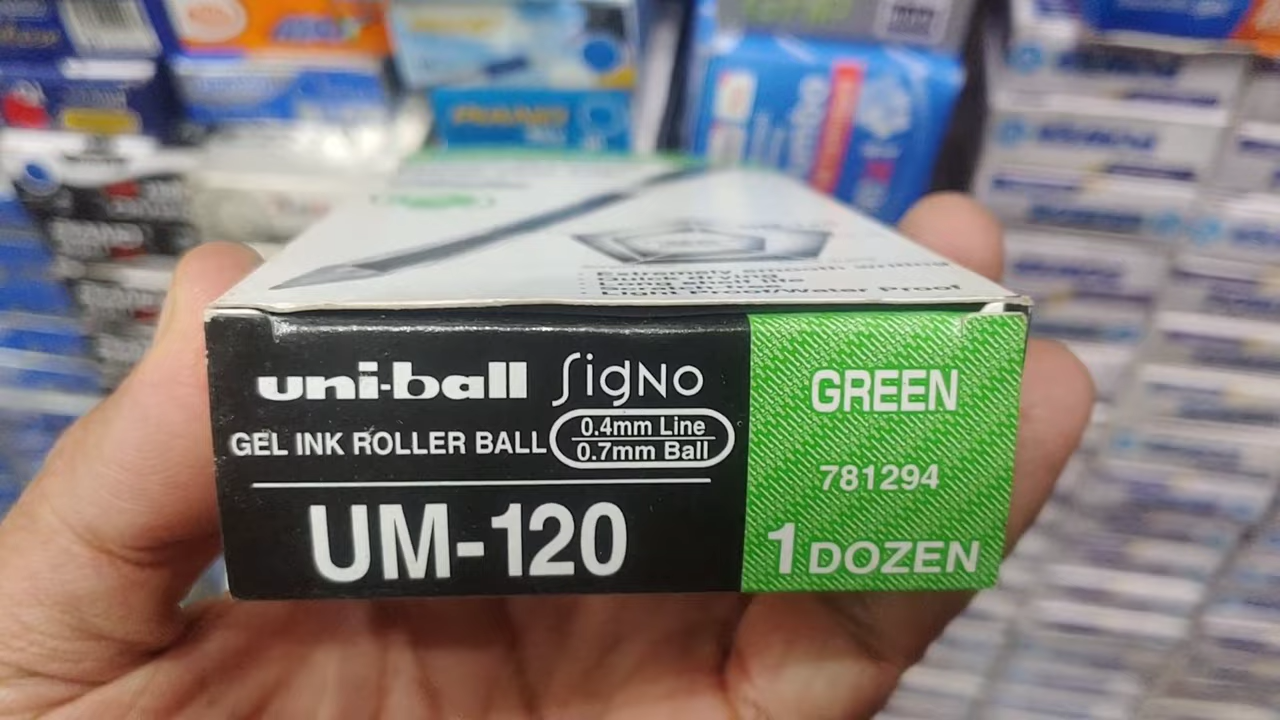 Extremely smooth writing
Quick drying
Long shelf life
Light Proof/Water Proof
uni-ball SigNo
GEL INK ROLLER BALL
0.4mm Line
0.7mm Ball
UM-120
GREEN
781294
1 DOZEN